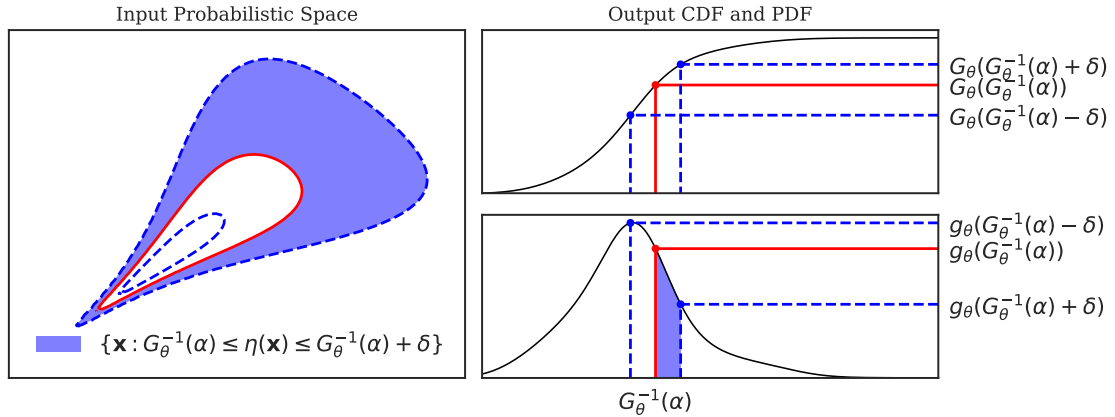 Input Probabilistic Space
{𝐱 : G_θ^{-1}(α) ≤ η(𝐱) ≤ G_θ^{-1}(α) + δ}
Output CDF and PDF
G_θ(G_θ^{-1}(α) + δ)
G_θ(G_θ^{-1}(α))
G_θ(G_θ^{-1}(α) − δ)
g_θ(G_θ^{-1}(α) − δ)
g_θ(G_θ^{-1}(α))
g_θ(G_θ^{-1}(α) + δ)
G_θ^{-1}(α)